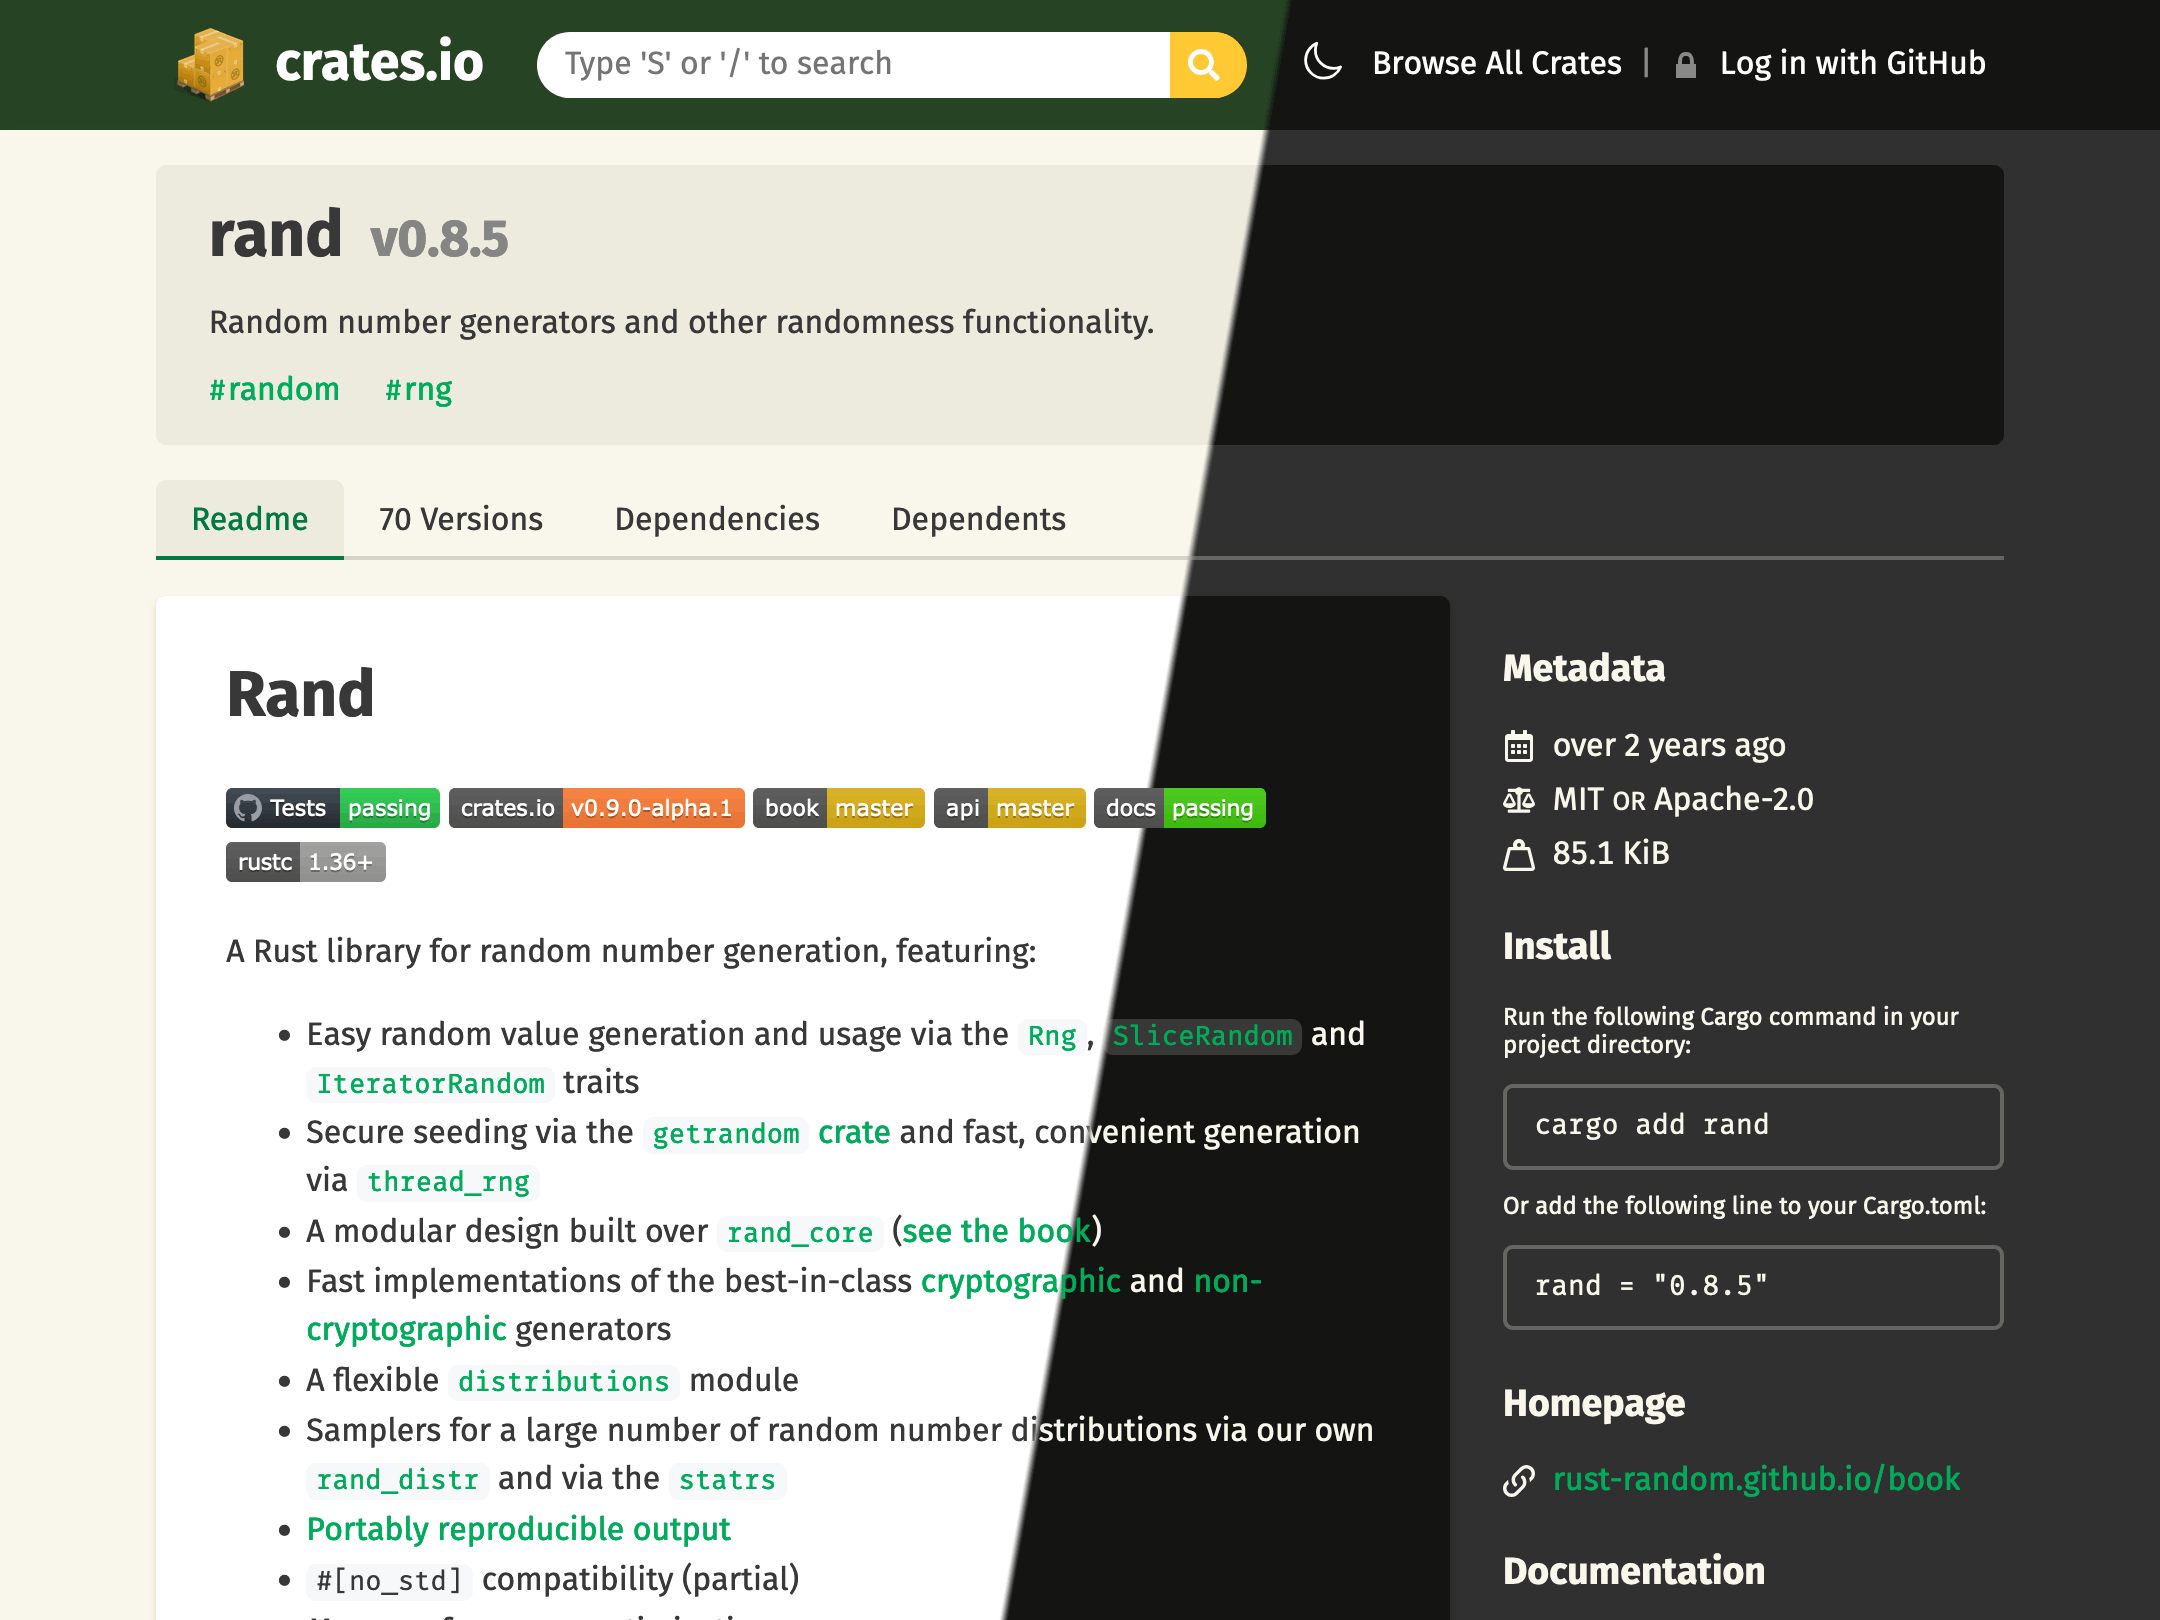 crates.io
Type 'S' or '/' to search
Browse All Crates | Log in with GitHub
rand v0.8.5
Random number generators and other randomness functionality.
#random #rng
Readme 70 Versions Dependencies Dependents
Rand
Tests passing crates.io v0.9.0-alpha.1 book master api master docs passing
rustc 1.36+
A Rust library for random number generation, featuring:
• Easy random value generation and usage via the Rng, SliceRandom and
IteratorRandom traits
• Secure seeding via the getrandom crate and fast, convenient generation
via thread_rng
• A modular design built over rand_core (see the book)
• Fast implementations of the best-in-class cryptographic and non-
cryptographic generators
• A flexible distributions module
• Samplers for a large number of random number distributions via our own
rand_distr and via the statrs
• Portably reproducible output
• #[no_std] compatibility (partial)
Metadata
over 2 years ago
MIT OR Apache-2.0
85.1 KiB
Install
Run the following Cargo command in your
project directory:
cargo add rand
Or add the following line to your Cargo.toml:
rand = "0.8.5"
Homepage
rust-random.github.io/book
Documentation